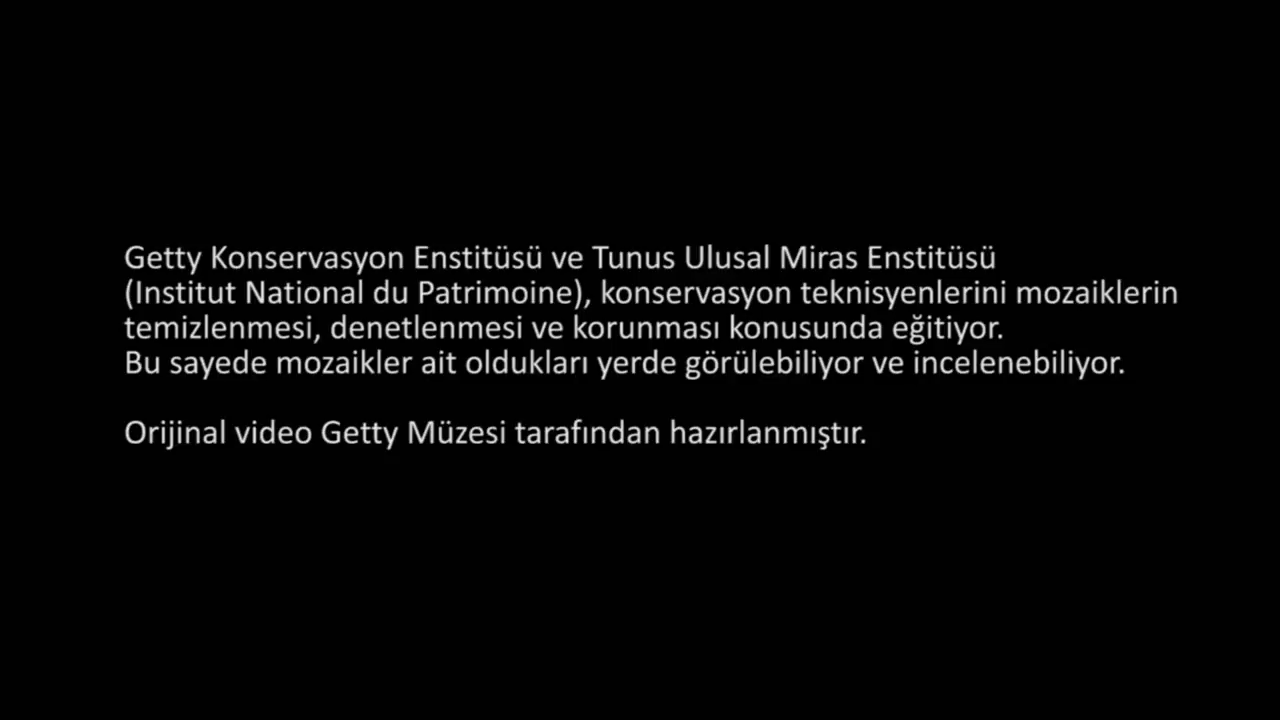 Getty Konservasyon Enstitüsü ve Tunus Ulusal Miras Enstitüsü
(Institut National du Patrimoine), konservasyon teknisyenlerini mozaiklerin
temizlenmesi, denetlenmesi ve korunması konusunda eğitiyor.
Bu sayede mozaikler ait oldukları yerde görülebiliyor ve incelenebiliyor.
Orijinal video Getty Müzesi tarafından hazırlanmıştır.